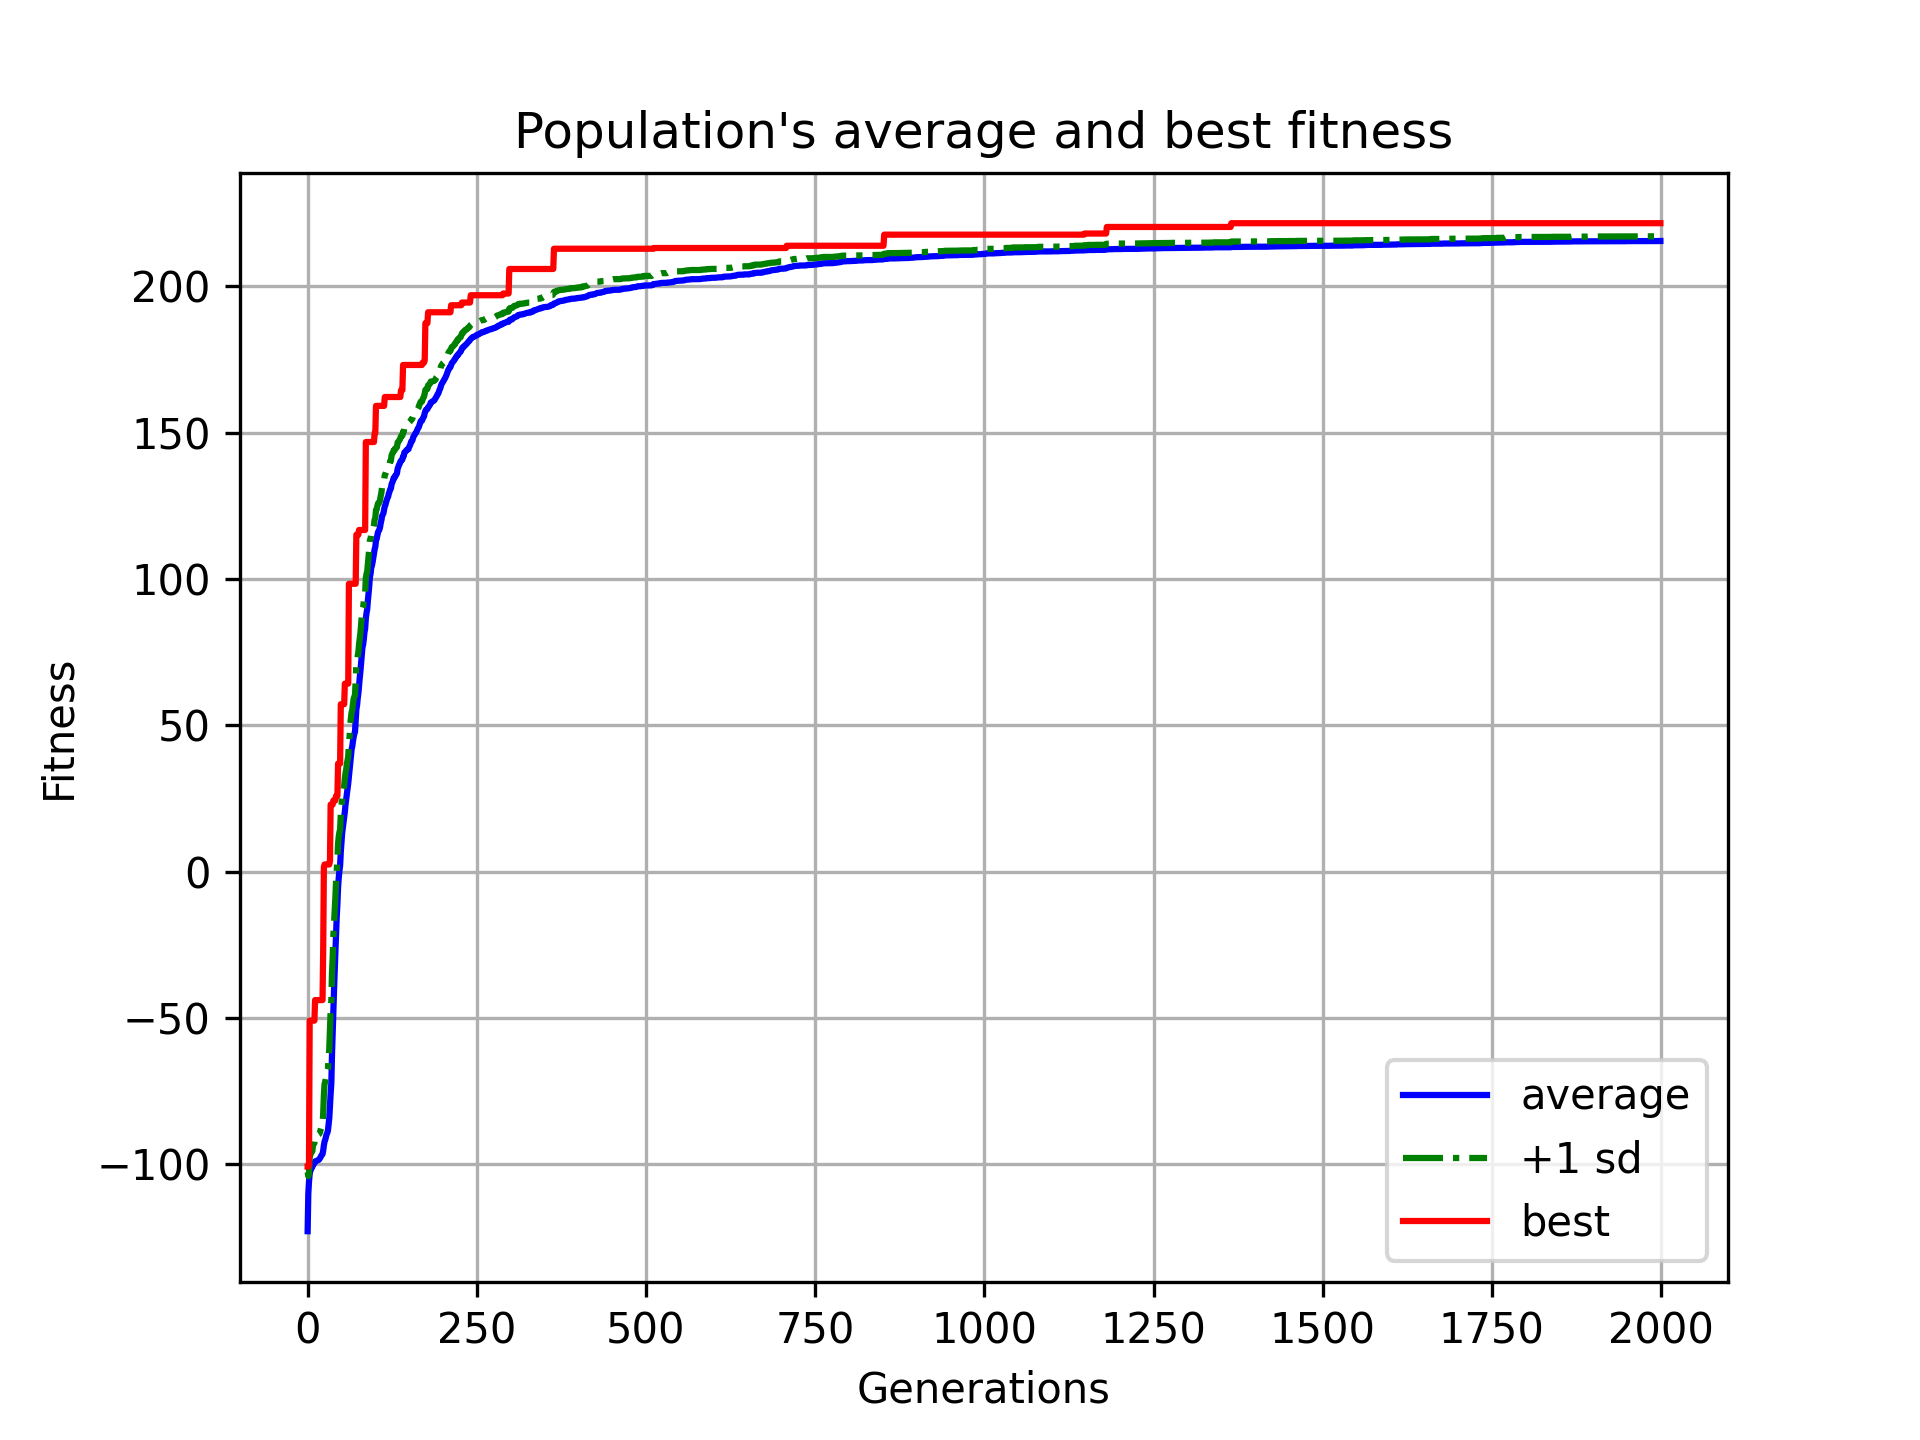 Population's average and best fitness
Fitness
200
150
100
50
0
−50
−100
0 250 500 750 1000 1250 1500 1750 2000
Generations
average
+1 sd
best